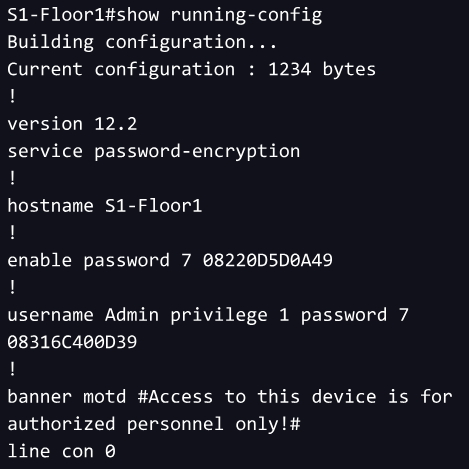 S1-Floor1#show running-config
Building configuration...
Current configuration : 1234 bytes
!
version 12.2
service password-encryption
!
hostname S1-Floor1
!
enable password 7 08220D5D0A49
!
username Admin privilege 1 password 7
08316C400D39
!
banner motd #Access to this device is for
authorized personnel only!#
line con 0